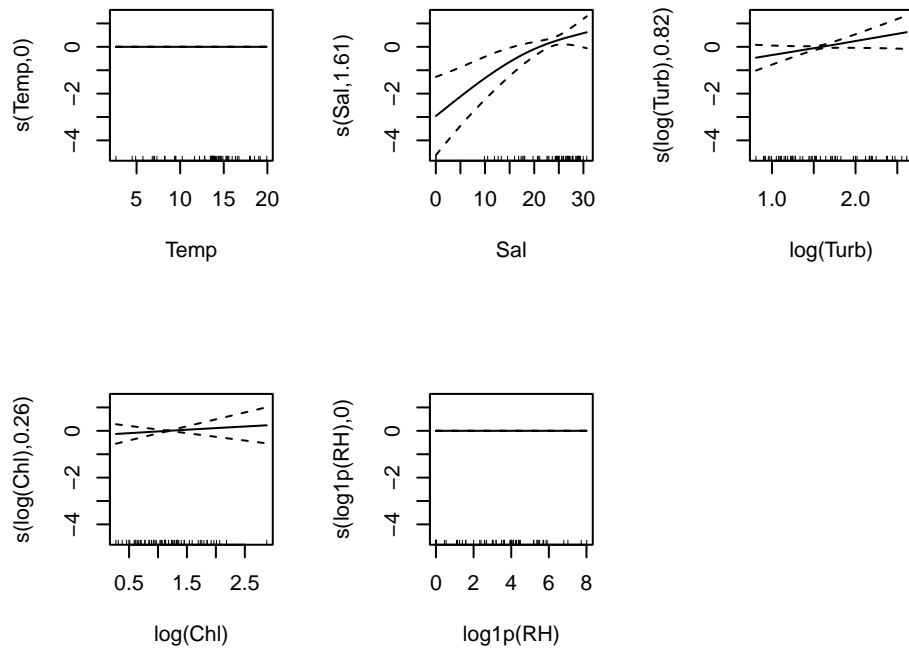 s(Temp,0)
0
−2
−4
5 10 15 20
Temp
s(Sal,1.61)
0
−2
−4
0 10 20 30
Sal
s(log(Turb),0.82)
0
−2
−4
1.0 2.0
log(Turb)
s(log(Chl),0.26)
0
−2
−4
0.5 1.5 2.5
log(Chl)
s(log1p(RH),0)
0
−2
−4
0 2 4 6 8
log1p(RH)